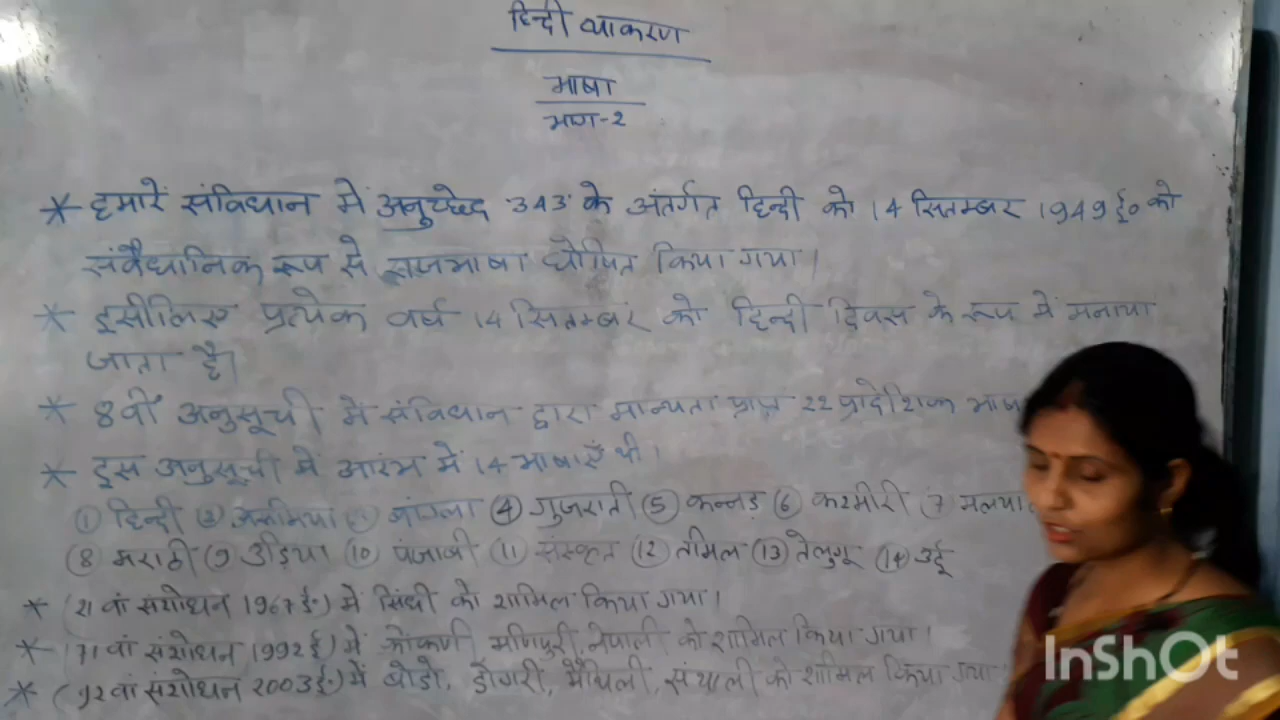 हिन्दी व्याकरण
भाषा
भाग-2
* हमारे संविधान में अनुच्छेद '343' के अंतर्गत हिन्दी को 14 सितम्बर 1949 ई० को
संवैधानिक रूप से राजभाषा घोषित किया गया।
* इसीलिए प्रत्येक वर्ष 14 सितम्बर को हिन्दी दिवस के रूप में मनाया
जाता है।
* 8वीं अनुसूची में संविधान द्वारा मान्यता प्राप्त 22 प्रादेशिक
* इस अनुसूची में आरंभ में 14 भाषाएँ थी।
① हिन्दी ② असमिया ③ बांग्ला ④ गुजराती ⑤ कन्नड़ ⑥ कश्मीरी ⑦
⑧ मराठी ⑨ उड़िया ⑩ पंजाबी ⑪ संस्कृत ⑫ तमिल ⑬ तेलुगू ⑭ उर्दू
* (21 वां संशोधन 1967 ई०) में सिंधी को शामिल किया गया।
* (71 वां संशोधन 1992 ई) में कोंकणी, मणिपुरी, नेपाली को शामिल किया गया।
* (92 वां संशोधन 2003 ई०) में बोडो, डोगरी, मैथिली, संथाली को शामिल किया गया
InShOt